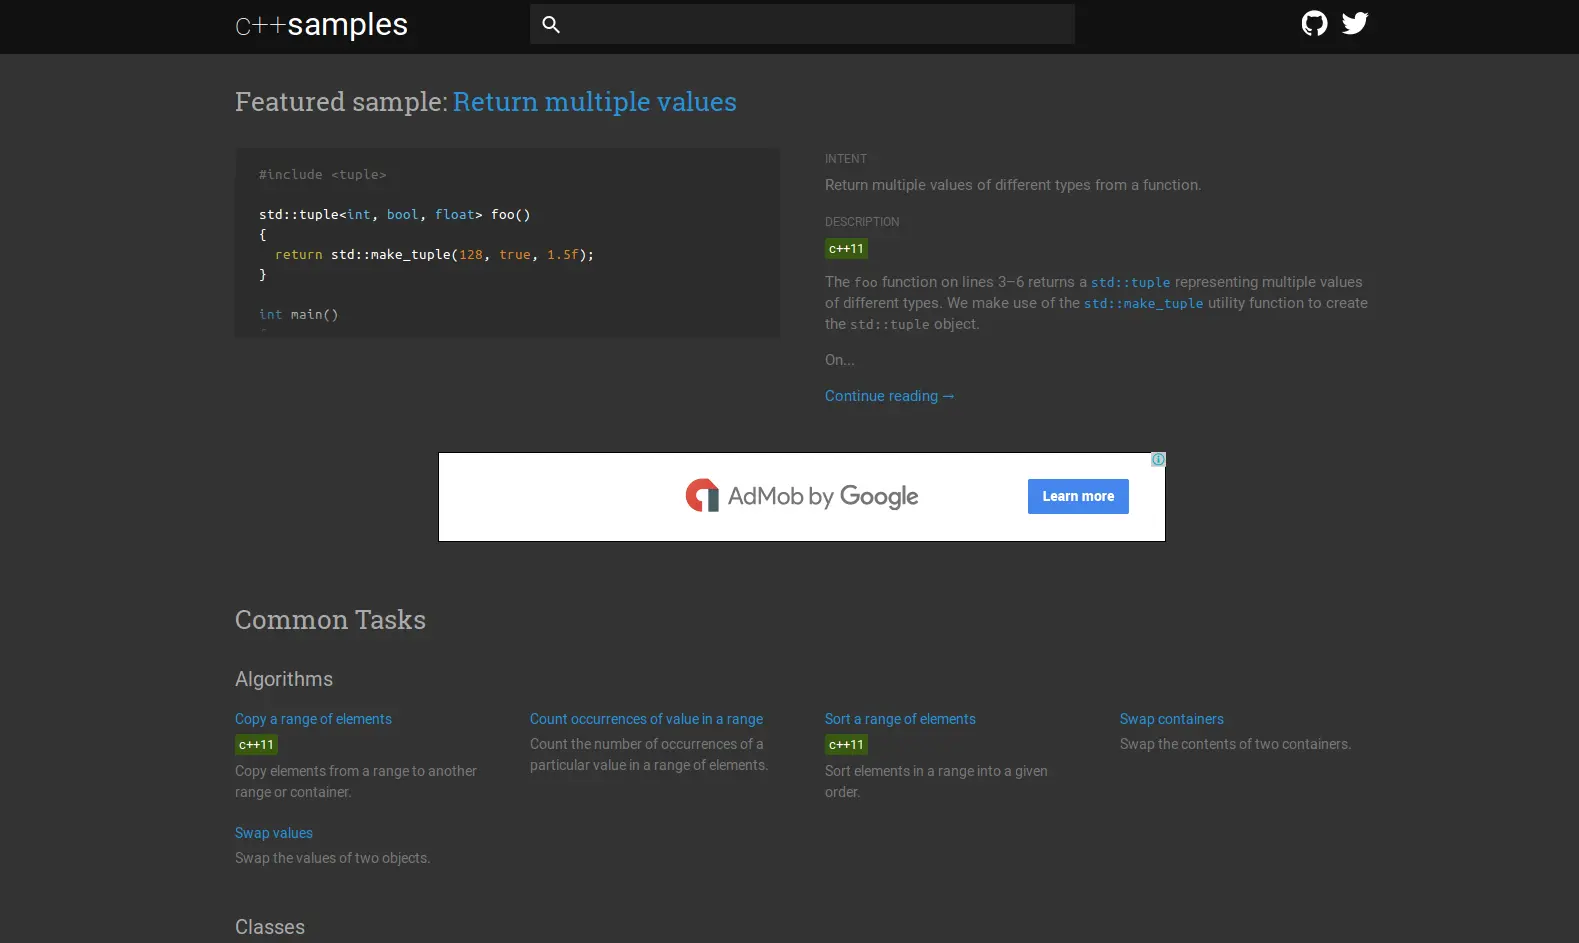 c++samples
Featured sample: Return multiple values
#include <tuple>
std::tuple<int, bool, float> foo()
{
return std::make_tuple(128, true, 1.5f);
}
int main()
INTENT
Return multiple values of different types from a function.
DESCRIPTION
c++11
The foo function on lines 3–6 returns a std::tuple representing multiple values
of different types. We make use of the std::make_tuple utility function to create
the std::tuple object.
On...
Continue reading →
AdMob by Google
Learn more
Common Tasks
Algorithms
Copy a range of elements
c++11
Copy elements from a range to another
range or container.
Count occurrences of value in a range
Count the number of occurrences of a
particular value in a range of elements.
Sort a range of elements
c++11
Sort elements in a range into a given
order.
Swap containers
Swap the contents of two containers.
Swap values
Swap the values of two objects.
Classes